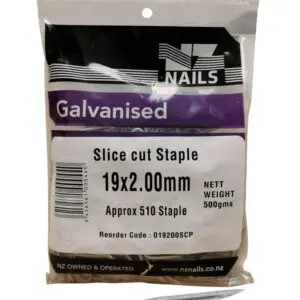 NZ
NAILS
Galvanised
Slice cut Staple
19x2.00mm
NETT
WEIGHT
500gms
Approx 510 Staple
Reorder Code : 019200SCP
NZ OWNED & OPERATED
www.nznails.co.nz